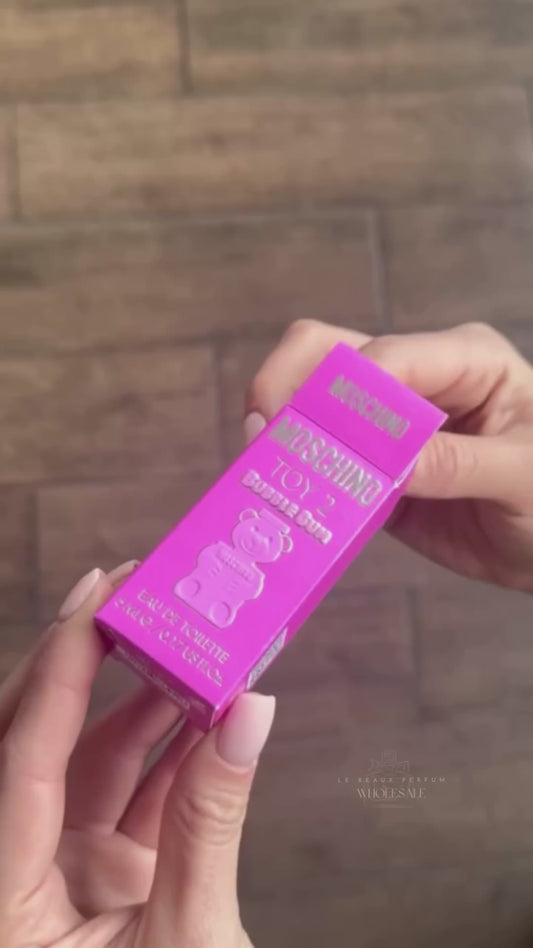 MOSCHINO
MOSCHINO
TOY 2
BUBBLE GUM
EAU DE TOILETTE
LE BEAUX PERFUM
WHOLESALE